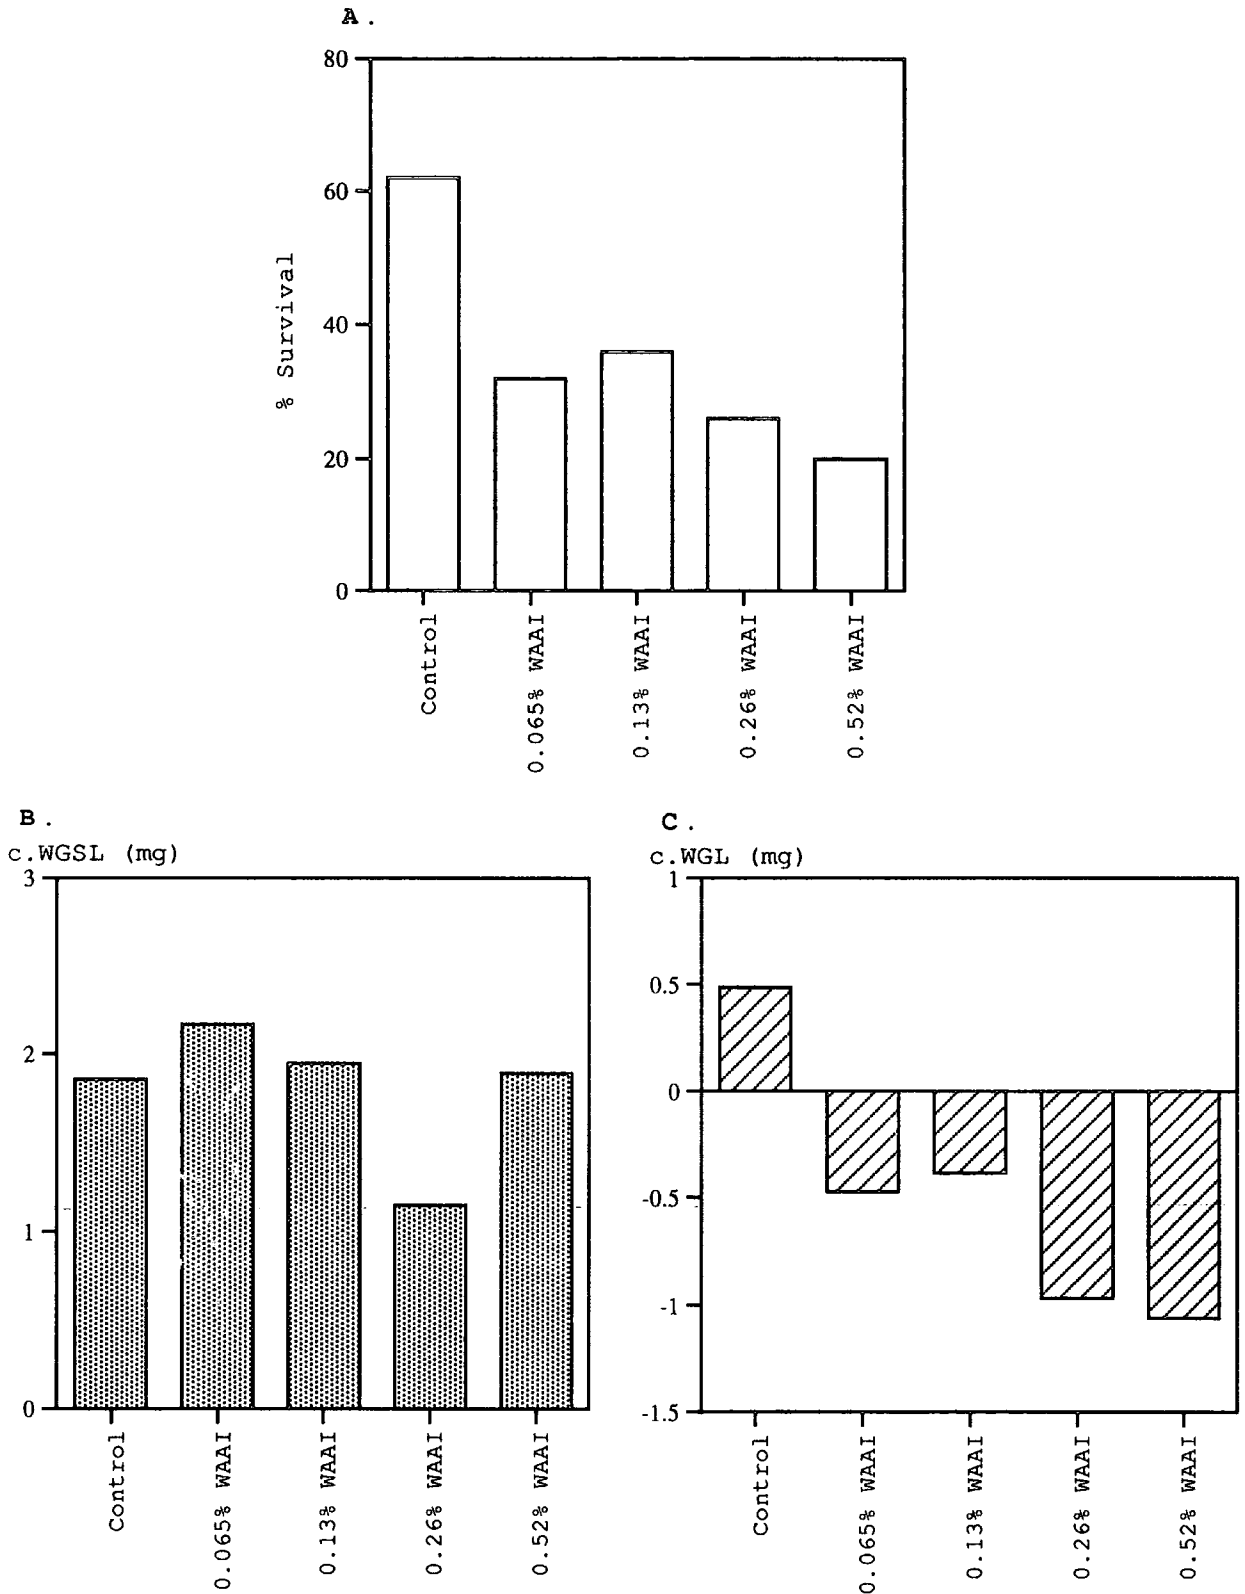 A.
80
60
40
20
0
% Survival
Control
0.065% WAAI
0.13% WAAI
0.26% WAAI
0.52% WAAI
B.
c.WGSL (mg)
3
2
1
0
Control
0.065% WAAI
0.13% WAAI
0.26% WAAI
0.52% WAAI
C.
c.WGL (mg)
1
0.5
0
-0.5
-1
-1.5
Control
0.065% WAAI
0.13% WAAI
0.26% WAAI
0.52% WAAI